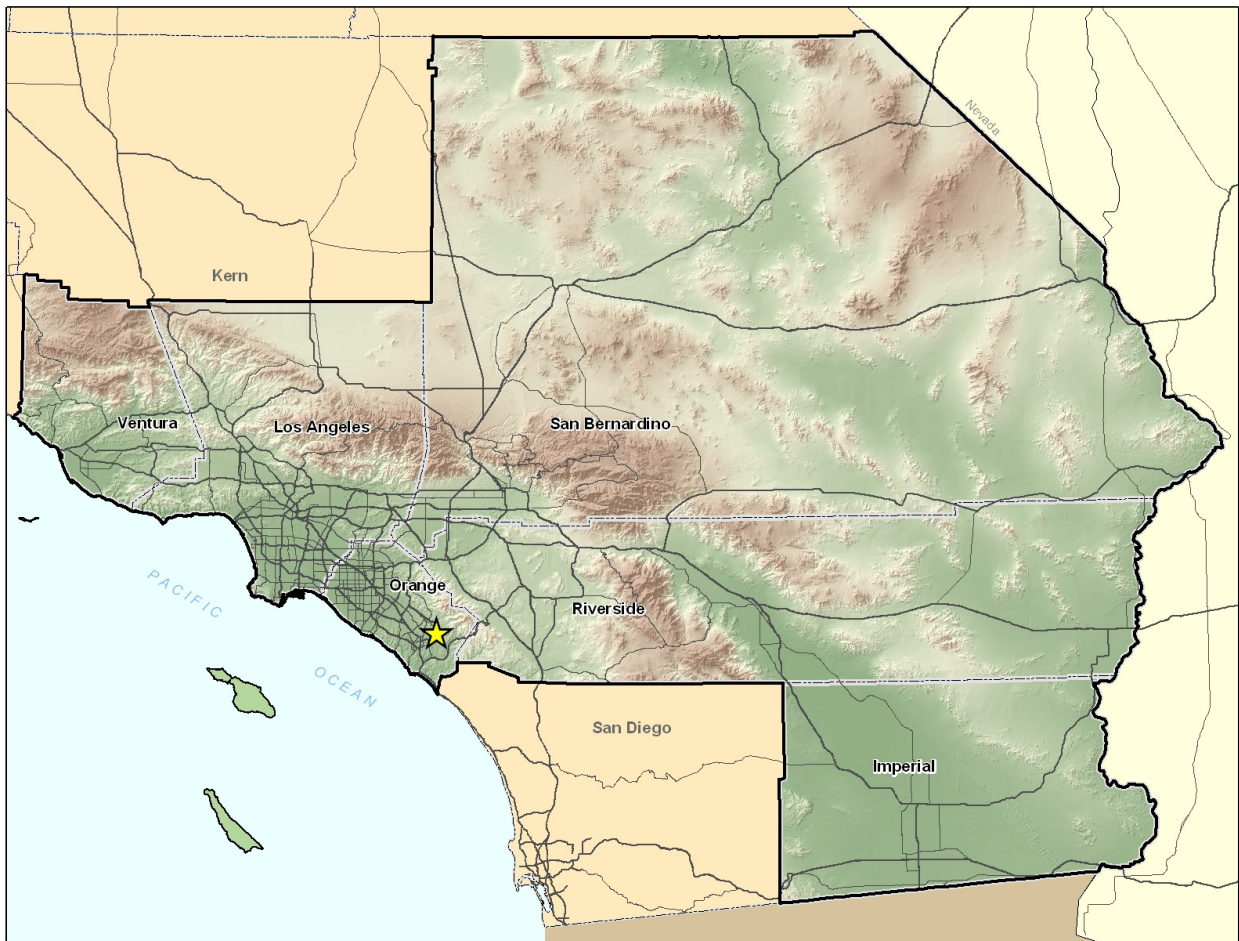 Nevada
Kern
Ventura
Los Angeles
San Bernardino
PACIFIC
Orange
Riverside
OCEAN
San Diego
Imperial